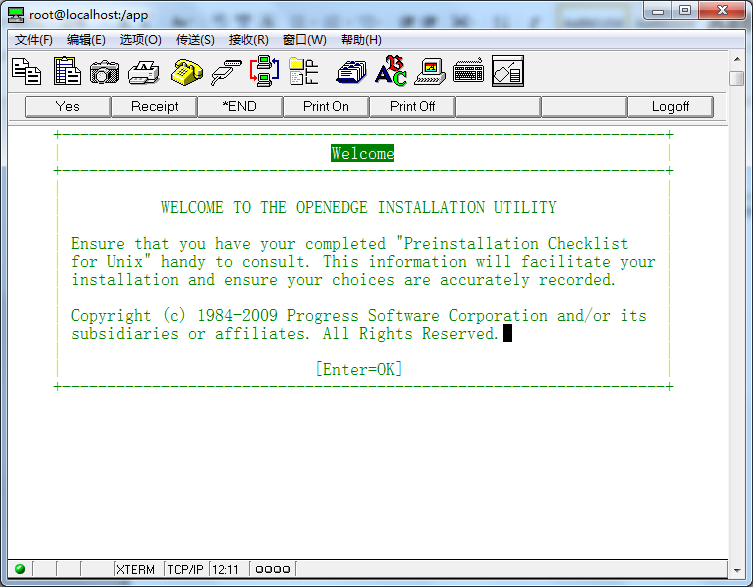 root@localhost:/app
文件(F) 编辑(E) 选项(O) 传送(S) 接收(R) 窗口(W) 帮助(H)
Yes Receipt *END Print On Print Off Logoff
Welcome
WELCOME TO THE OPENEDGE INSTALLATION UTILITY
Ensure that you have your completed "Preinstallation Checklist
for Unix" handy to consult. This information will facilitate your
installation and ensure your choices are accurately recorded.
Copyright (c) 1984-2009 Progress Software Corporation and/or its
subsidiaries or affiliates. All Rights Reserved.
[Enter=OK]
XTERM TCP/IP 12:11